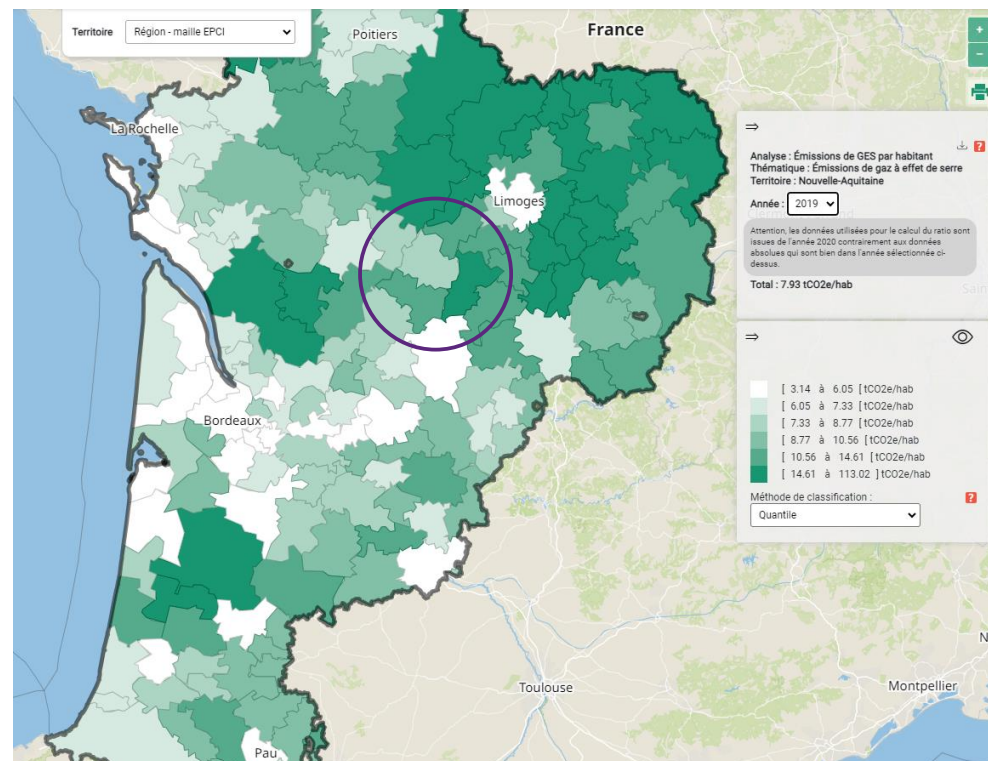 Territoire
Région - maille EPCI
Poitiers
France
+
-
La Rochelle
Limoges
Bordeaux
Toulouse
Montpellier
Pau
⇒
?
Analyse : Émissions de GES par habitant
Thématique : Émissions de gaz à effet de serre
Territoire : Nouvelle-Aquitaine
Année :
2019
Attention, les données utilisées pour le calcul du ratio sont
issues de l'année 2020 contrairement aux données
absolues qui sont bien dans l'année sélectionnée ci-
dessus.
Total : 7.93 tCO2e/hab
⇒
[ 3.14 à 6.05 [ tCO2e/hab
[ 6.05 à 7.33 [ tCO2e/hab
[ 7.33 à 8.77 [ tCO2e/hab
[ 8.77 à 10.56 [ tCO2e/hab
[ 10.56 à 14.61 [ tCO2e/hab
[ 14.61 à 113.02 ] tCO2e/hab
Méthode de classification :
?
Quantile